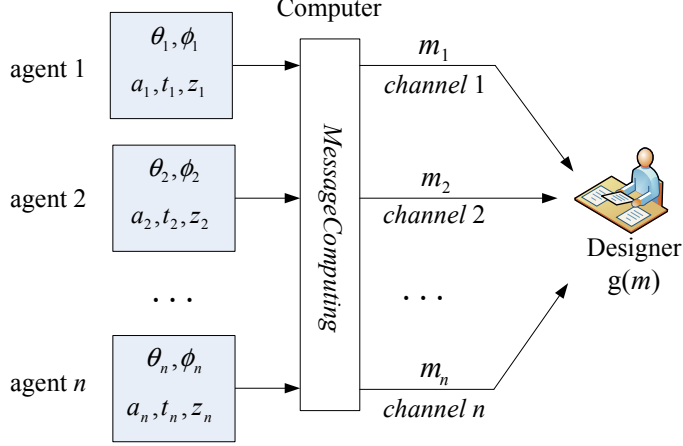 Computer
agent 1
θ₁,ϕ₁
a₁,t₁,z₁
m₁
channel 1
agent 2
θ₂,ϕ₂
a₂,t₂,z₂
MessageComputing
m₂
channel 2
Designer
g(m)
. . .
. . .
agent n
θₙ,ϕₙ
aₙ,tₙ,zₙ
mₙ
channel n